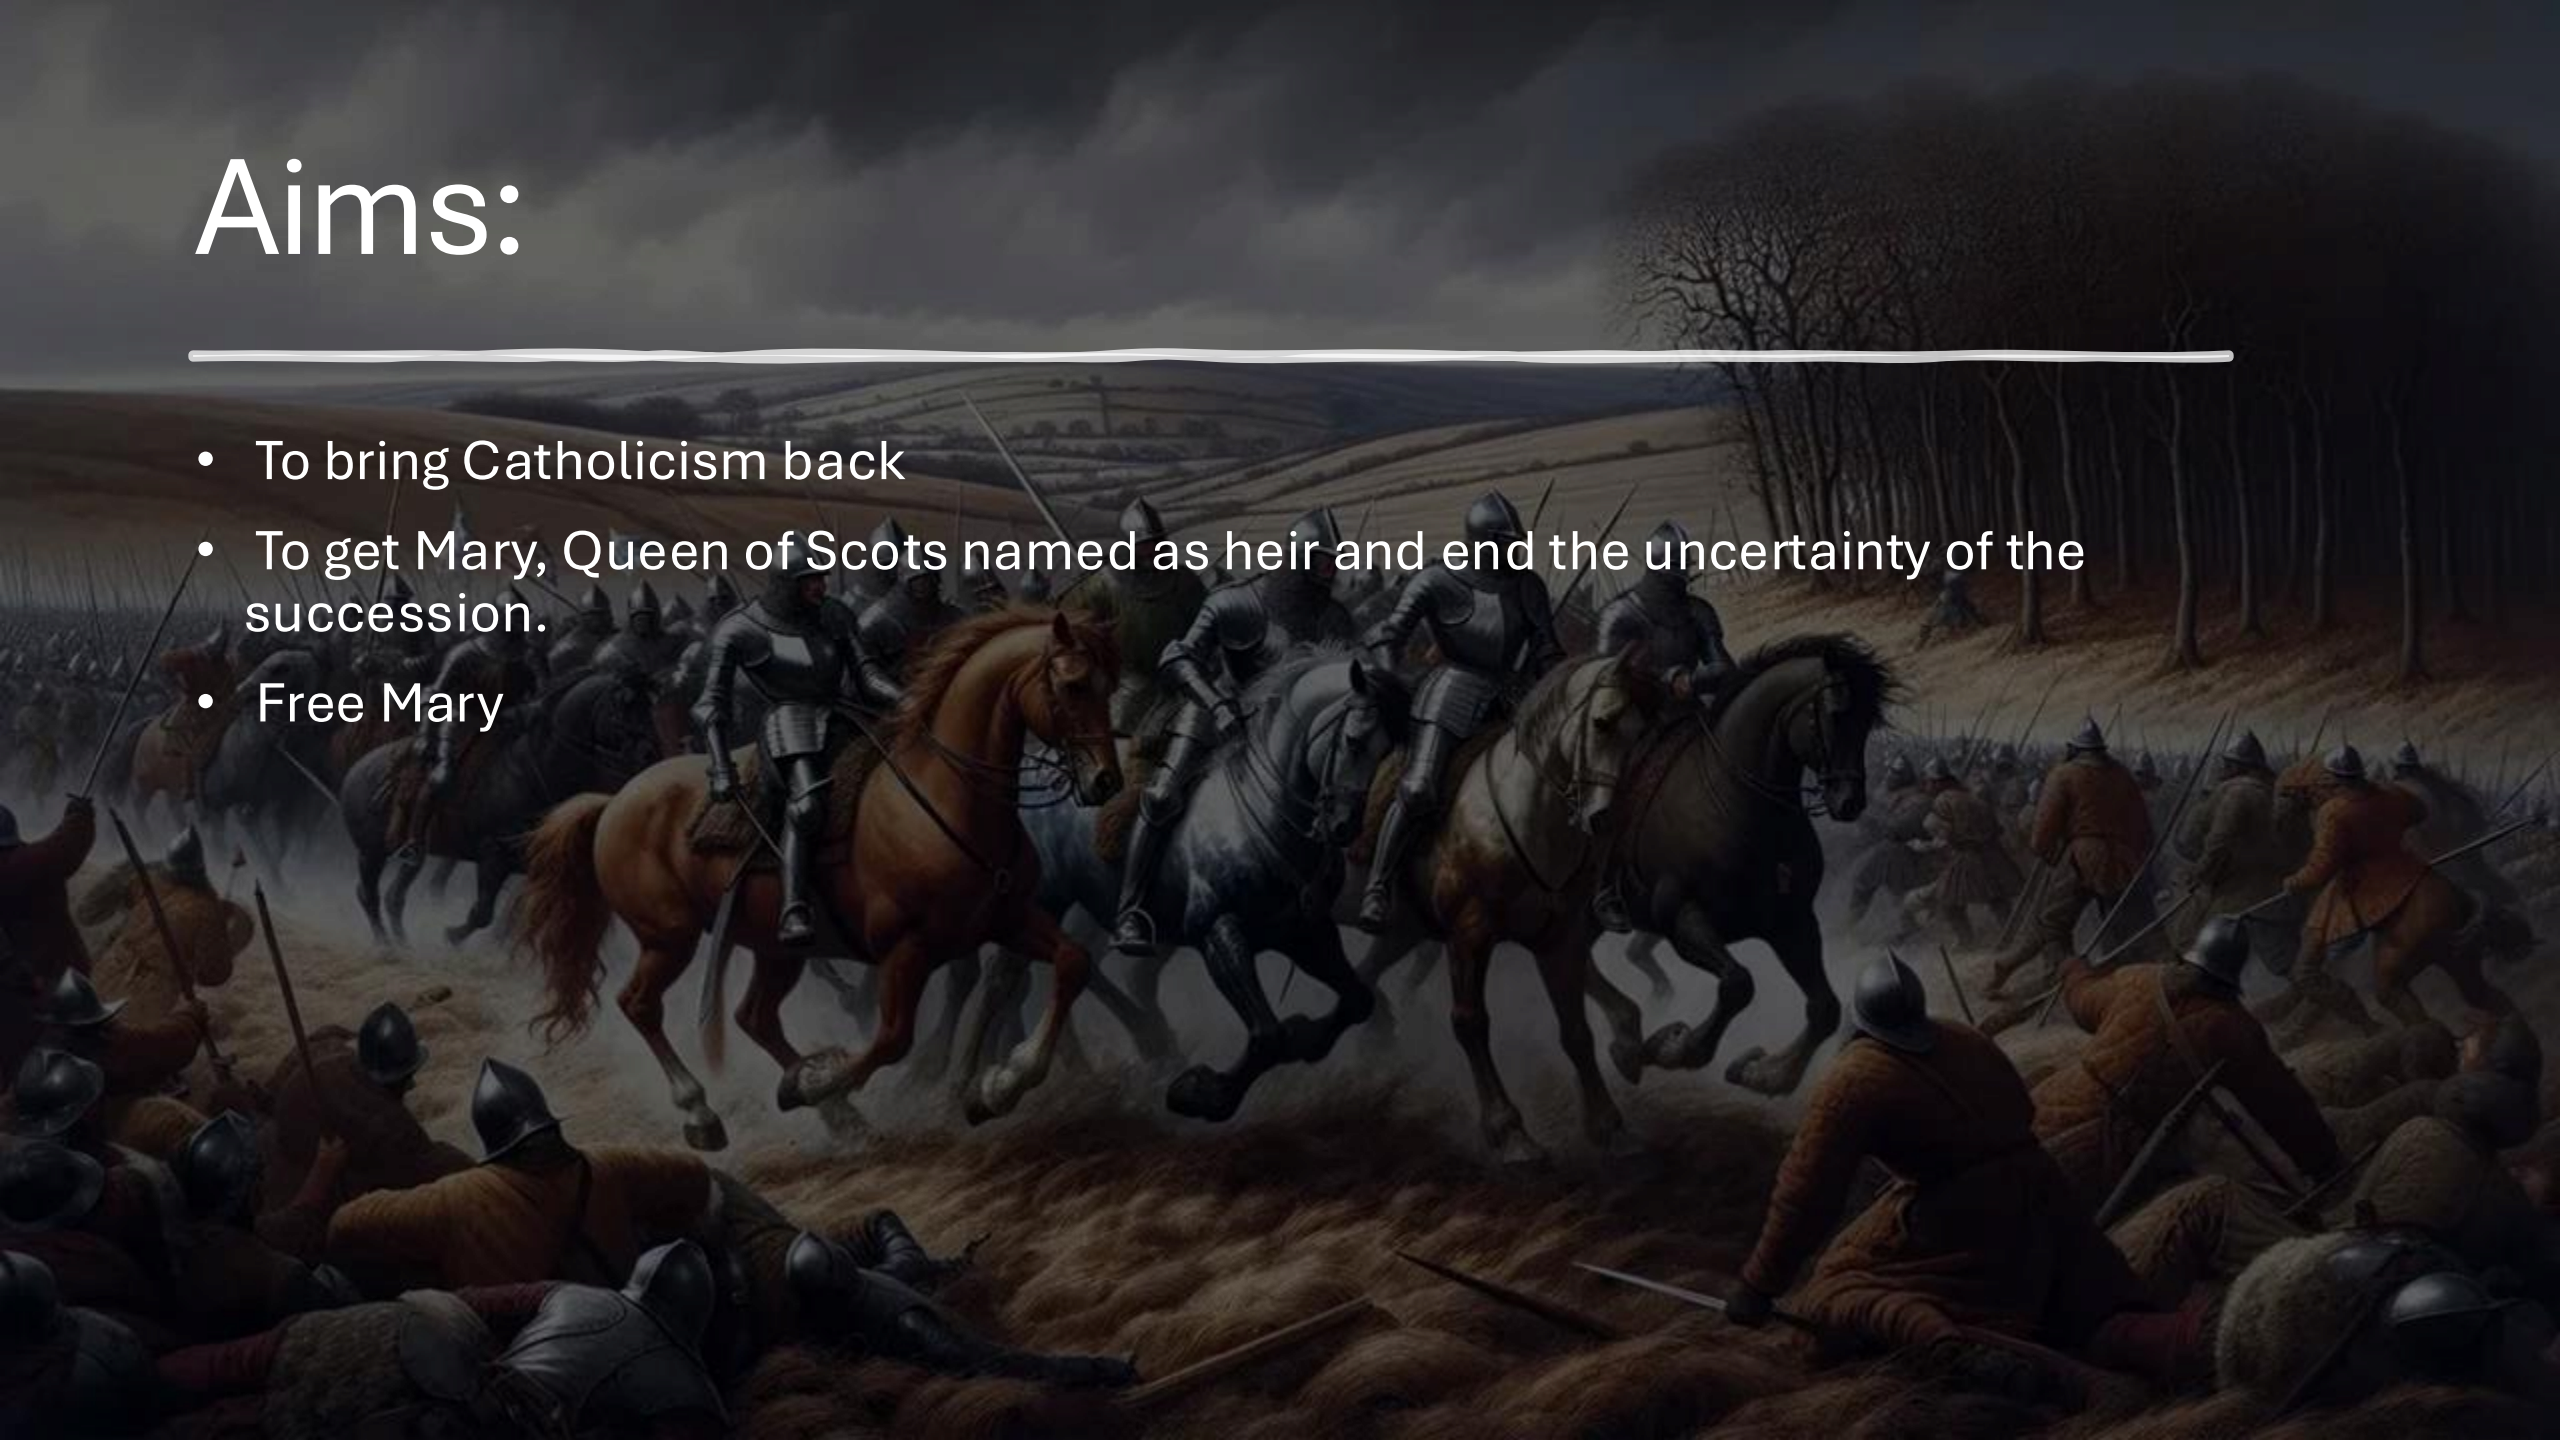 Aims:
• To bring Catholicism back
• To get Mary, Queen of Scots named as heir and end the uncertainty of the
succession.
• Free Mary